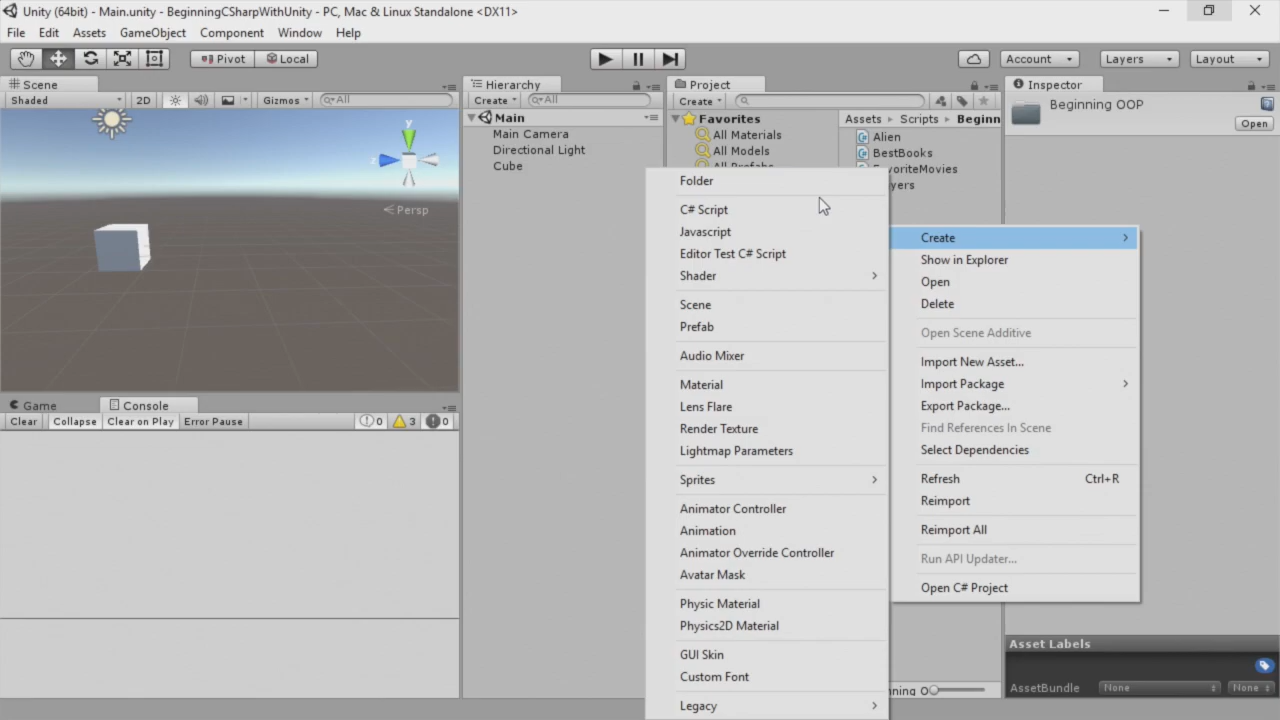 Unity (64bit) - Main.unity - BeginningCSharpWithUnity - PC, Mac & Linux Standalone <DX11>
File Edit Assets GameObject Component Window Help
Pivot Local Account Layers Layout
Scene
Shaded 2D Gizmos All
y
z
Persp
Hierarchy
Create All
Main
Main Camera
Directional Light
Cube
Project
Create
Favorites
All Materials
All Models
All Prefabs
Assets Scripts Beginn
Alien
BestBooks
FavoriteMovies
yers
Inspector
Beginning OOP
Open
Game Console
Clear Collapse Clear on Play Error Pause 0 3 0
Folder
C# Script
Javascript
Editor Test C# Script
Shader
Scene
Prefab
Audio Mixer
Material
Lens Flare
Render Texture
Lightmap Parameters
Sprites
Animator Controller
Animation
Animator Override Controller
Avatar Mask
Physic Material
Physics2D Material
GUI Skin
Custom Font
Legacy
Create
Show in Explorer
Open
Delete
Open Scene Additive
Import New Asset...
Import Package
Export Package...
Find References In Scene
Select Dependencies
Refresh Ctrl+R
Reimport
Reimport All
Run API Updater...
Open C# Project
nning O
Asset Labels
AssetBundle None None